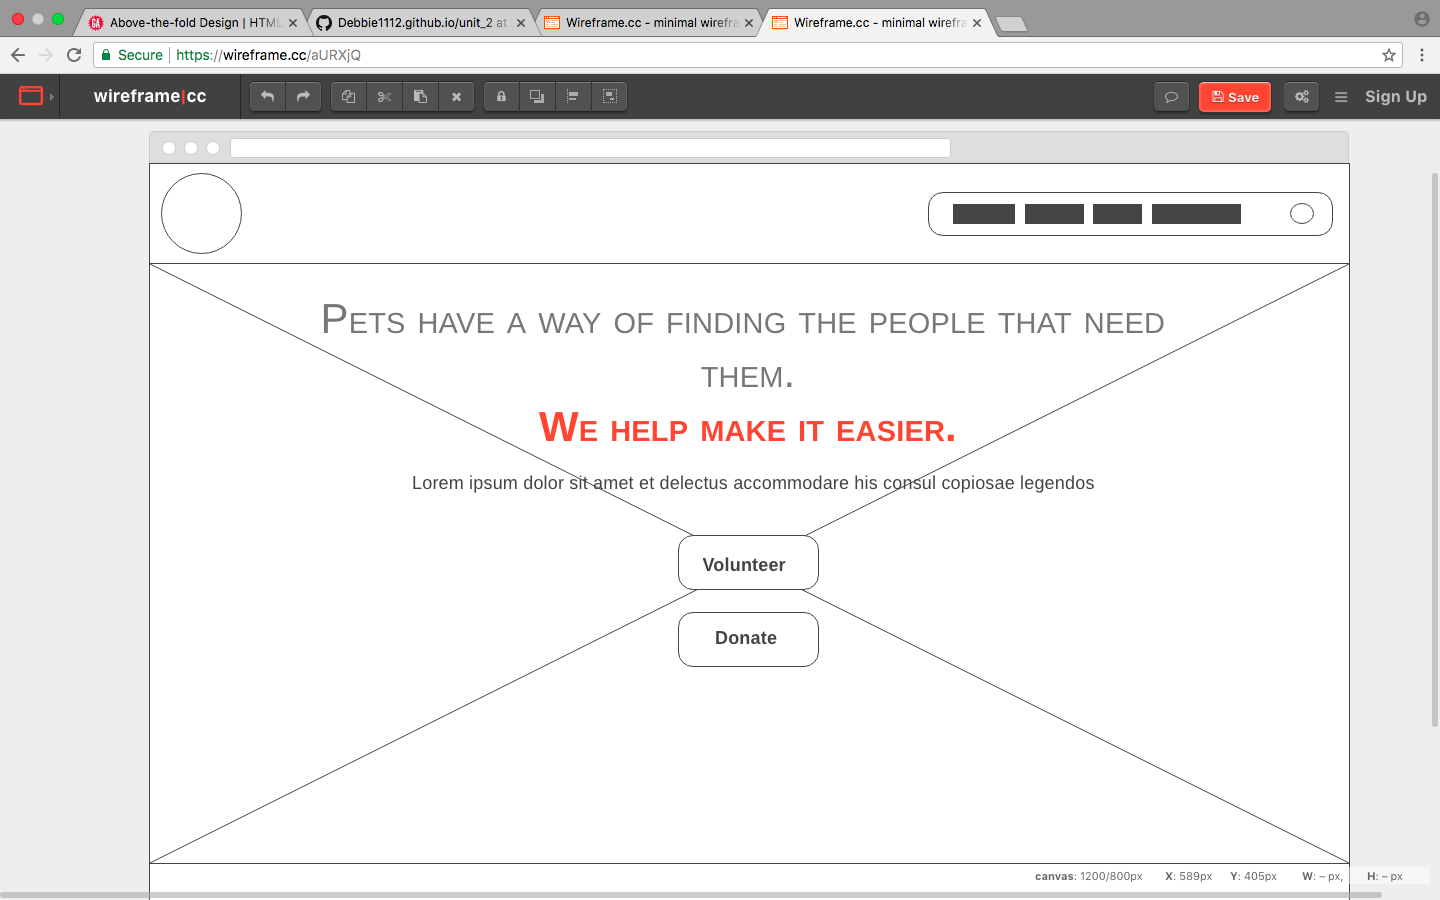 Above-the-fold Design | HTML
Debbie1112.github.io/unit_2 at
Wireframe.cc - minimal wirefra
Wireframe.cc - minimal wirefra
Secure https://wireframe.cc/aURXjQ
wireframe|cc
Save
Sign Up
Pets have a way of finding the people that need
them.
We help make it easier.
Lorem ipsum dolor sit amet et delectus accommodare his consul copiosae legendos
Volunteer
Donate
canvas: 1200/800px X: 589px Y: 405px W: – px, H: – px